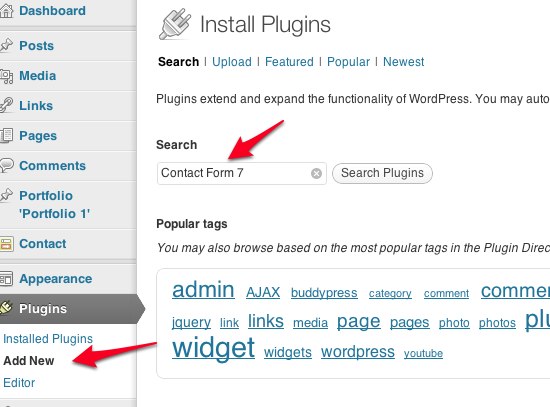 Dashboard
Posts
Media
Links
Pages
Comments
Portfolio
'Portfolio 1'
Contact
Appearance
Plugins
Installed Plugins
Add New
Editor
Install Plugins
Search | Upload | Featured | Popular | Newest
Plugins extend and expand the functionality of WordPress. You may auto
Search
Contact Form 7 Search Plugins
Popular tags
You may also browse based on the most popular tags in the Plugin Direc
admin AJAX buddypress category comment commen
jquery link links media page pages photo photos plu
widget widgets wordpress youtube